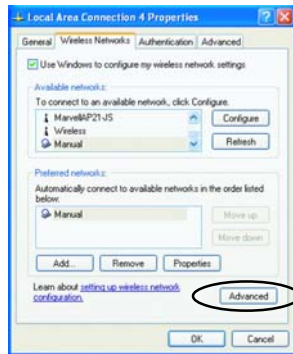 Local Area Connection 4 Properties
General Wireless Networks Authentication Advanced
Use Windows to configure my wireless network settings
Available networks:
To connect to an available network, click Configure.
MarvellAP21-JS
Wireless
Manual
Configure
Refresh
Preferred networks:
Automatically connect to available networks in the order listed
below:
Manual
Move up
Move down
Add... Remove Properties
Learn about setting up wireless network
configuration.
Advanced
OK Cancel